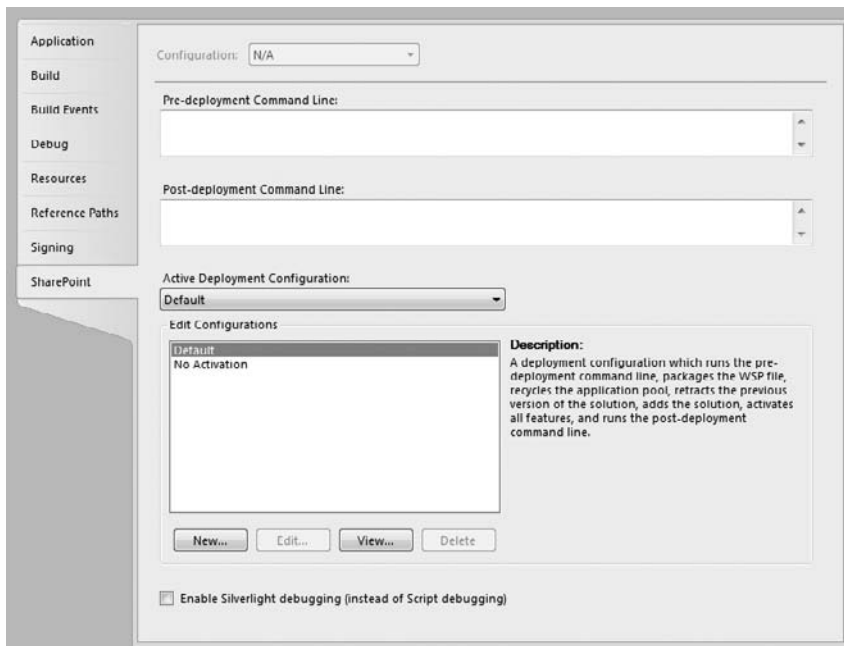 Application
Build
Build Events
Debug
Resources
Reference Paths
Signing
SharePoint
Configuration: N/A
Pre-deployment Command Line:
Post-deployment Command Line:
Active Deployment Configuration:
Default
Edit Configurations
Default
No Activation
Description:
A deployment configuration which runs the pre-
deployment command line, packages the WSP file,
recycles the application pool, retracts the previous
version of the solution, adds the solution, activates
all features, and runs the post-deployment
command line.
New... Edit... View... Delete
Enable Silverlight debugging (instead of Script debugging)